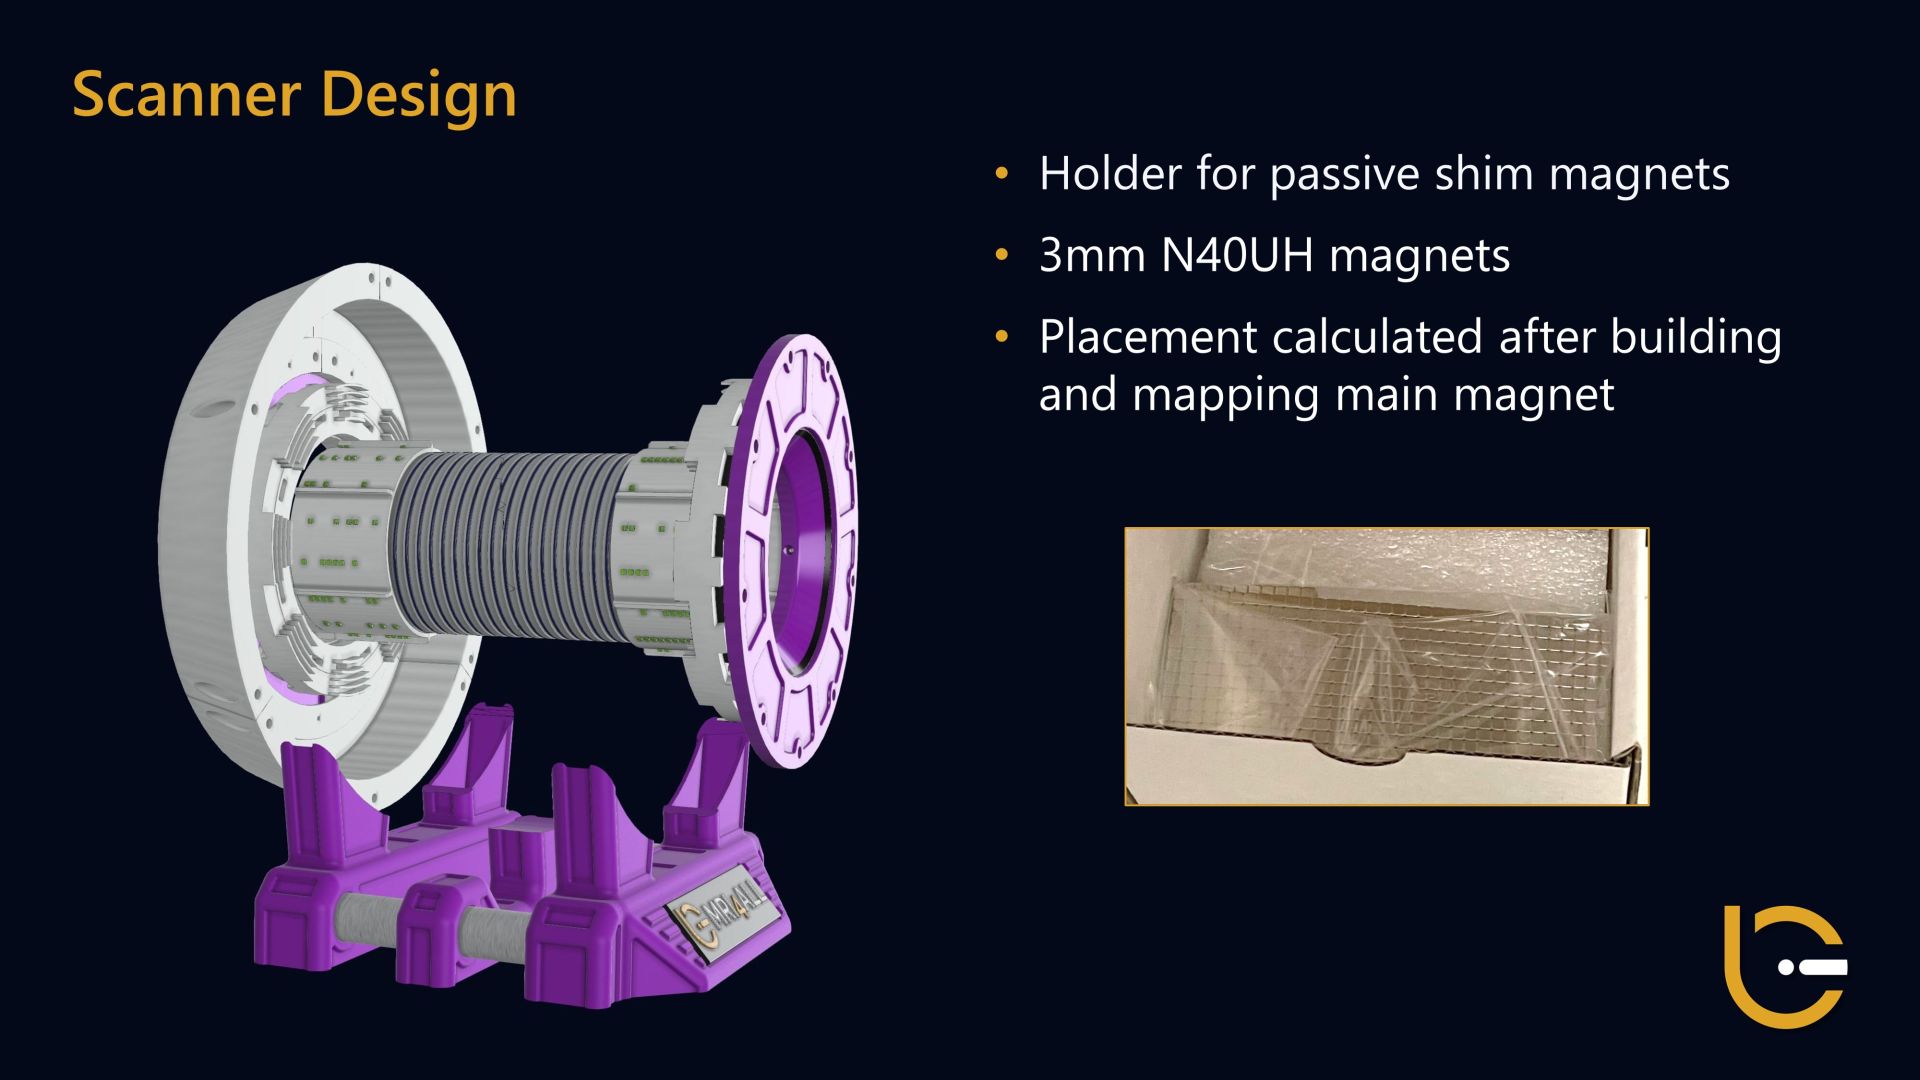 Scanner Design
• Holder for passive shim magnets
• 3mm N40UH magnets
• Placement calculated after building
and mapping main magnet
MRI4ALL